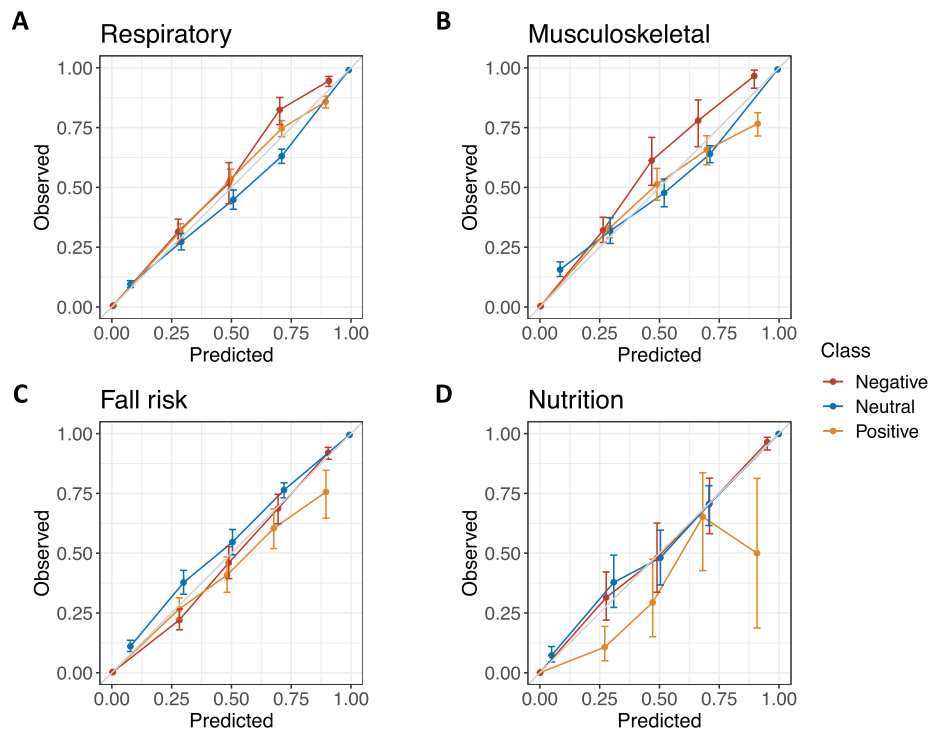 A
Respiratory
1.00
0.75
0.50
0.25
0.00
Observed
0.00 0.25 0.50 0.75 1.00
Predicted
B
Musculoskeletal
1.00
0.75
0.50
0.25
0.00
Observed
0.00 0.25 0.50 0.75 1.00
Predicted
C
Fall risk
1.00
0.75
0.50
0.25
0.00
Observed
0.00 0.25 0.50 0.75 1.00
Predicted
D
Nutrition
1.00
0.75
0.50
0.25
0.00
Observed
0.00 0.25 0.50 0.75 1.00
Predicted
Class
Negative
Neutral
Positive